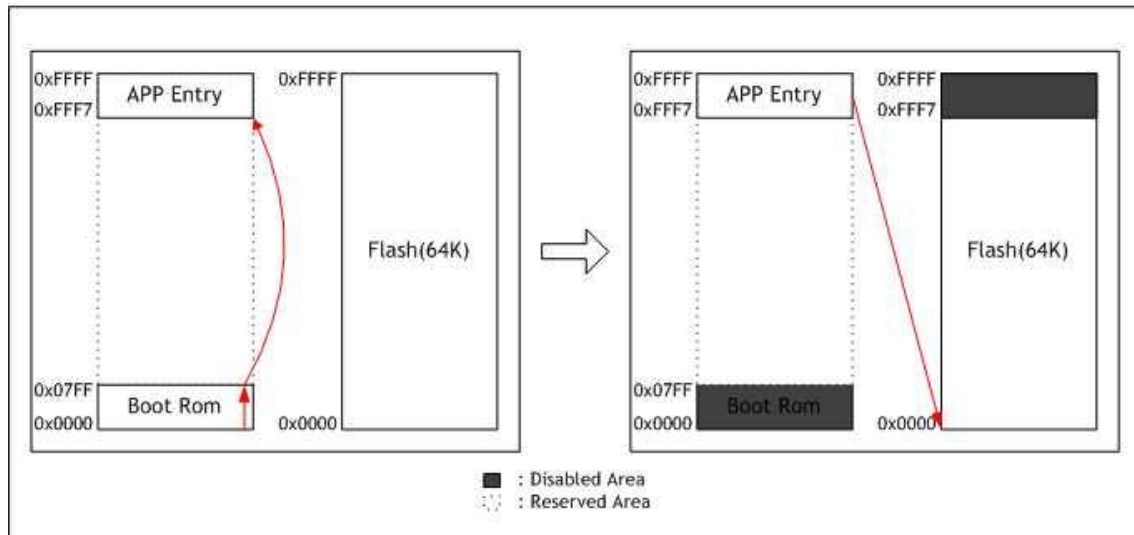 0xFFFF
APP Entry
0xFFF7
0x07FF
Boot Rom
0x0000
0xFFFF
Flash(64K)
0x0000
0xFFFF
APP Entry
0xFFF7
0x07FF
Boot Rom
0x0000
0xFFFF
0xFFF7
Flash(64K)
0x0000
: Disabled Area
: Reserved Area